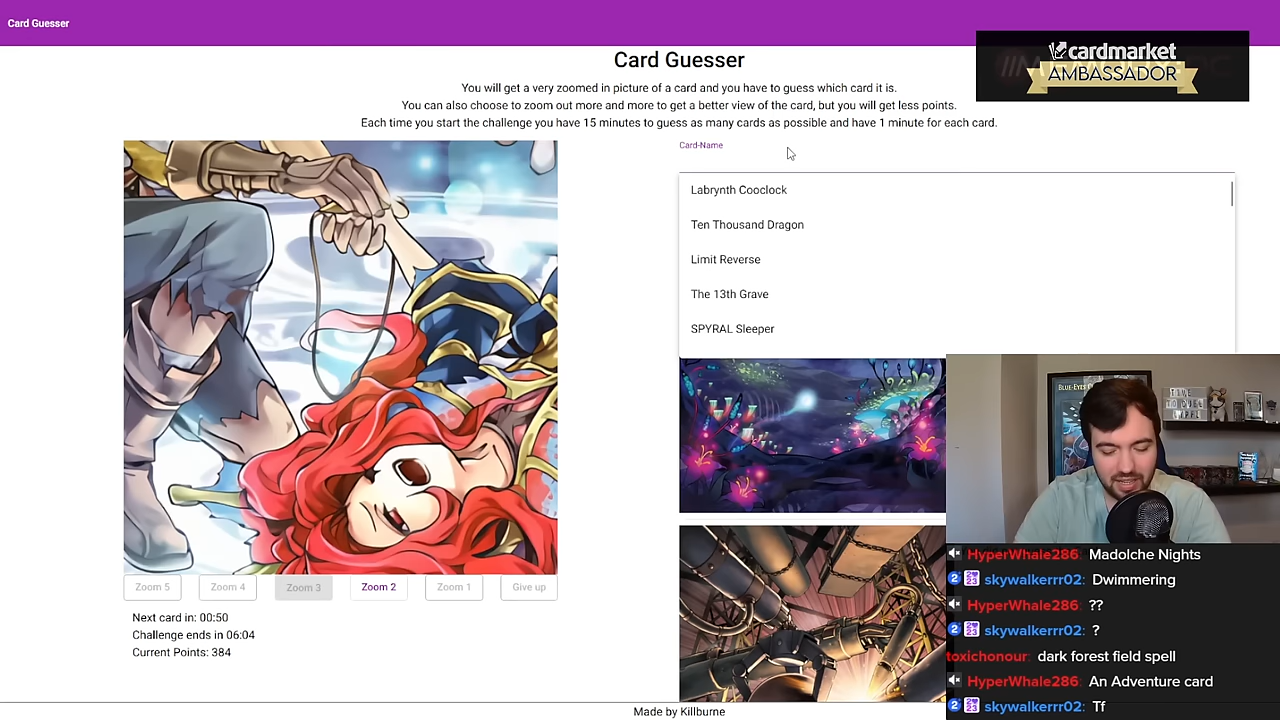 Card Guesser
cardmarket
AMBASSADOR
Card Guesser
You will get a very zoomed in picture of a card and you have to guess which card it is.
You can also choose to zoom out more and more to get a better view of the card, but you will get less points.
Each time you start the challenge you have 15 minutes to guess as many cards as possible and have 1 minute for each card.
Card-Name
Labrynth Cooclock
Ten Thousand Dragon
Limit Reverse
The 13th Grave
SPYRAL Sleeper
Zoom 5
Zoom 4
Zoom 3
Zoom 2
Zoom 1
Give up
Next card in: 00:50
Challenge ends in 06:04
Current Points: 384
BLUE-EYES
HyperWhale286: Madolche Nights
skywalkerrr02: Dwimmering
HyperWhale286: ??
skywalkerrr02: ?
toxichonour: dark forest field spell
HyperWhale286: An Adventure card
skywalkerrr02: Tf
Made by Killburne